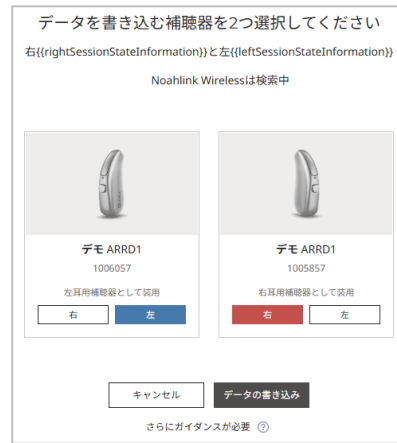 データを書き込む補聴器を2つ選択してください
右{{rightSessionStateInformation}}と左{{leftSessionStateInformation}}
Noahlink Wirelessは検索中
デモ ARRD1
1006057
左耳用補聴器として装用
右 左
デモ ARRD1
1005857
右耳用補聴器として装用
右 左
キャンセル データの書き込み
さらにガイダンスが必要 ?